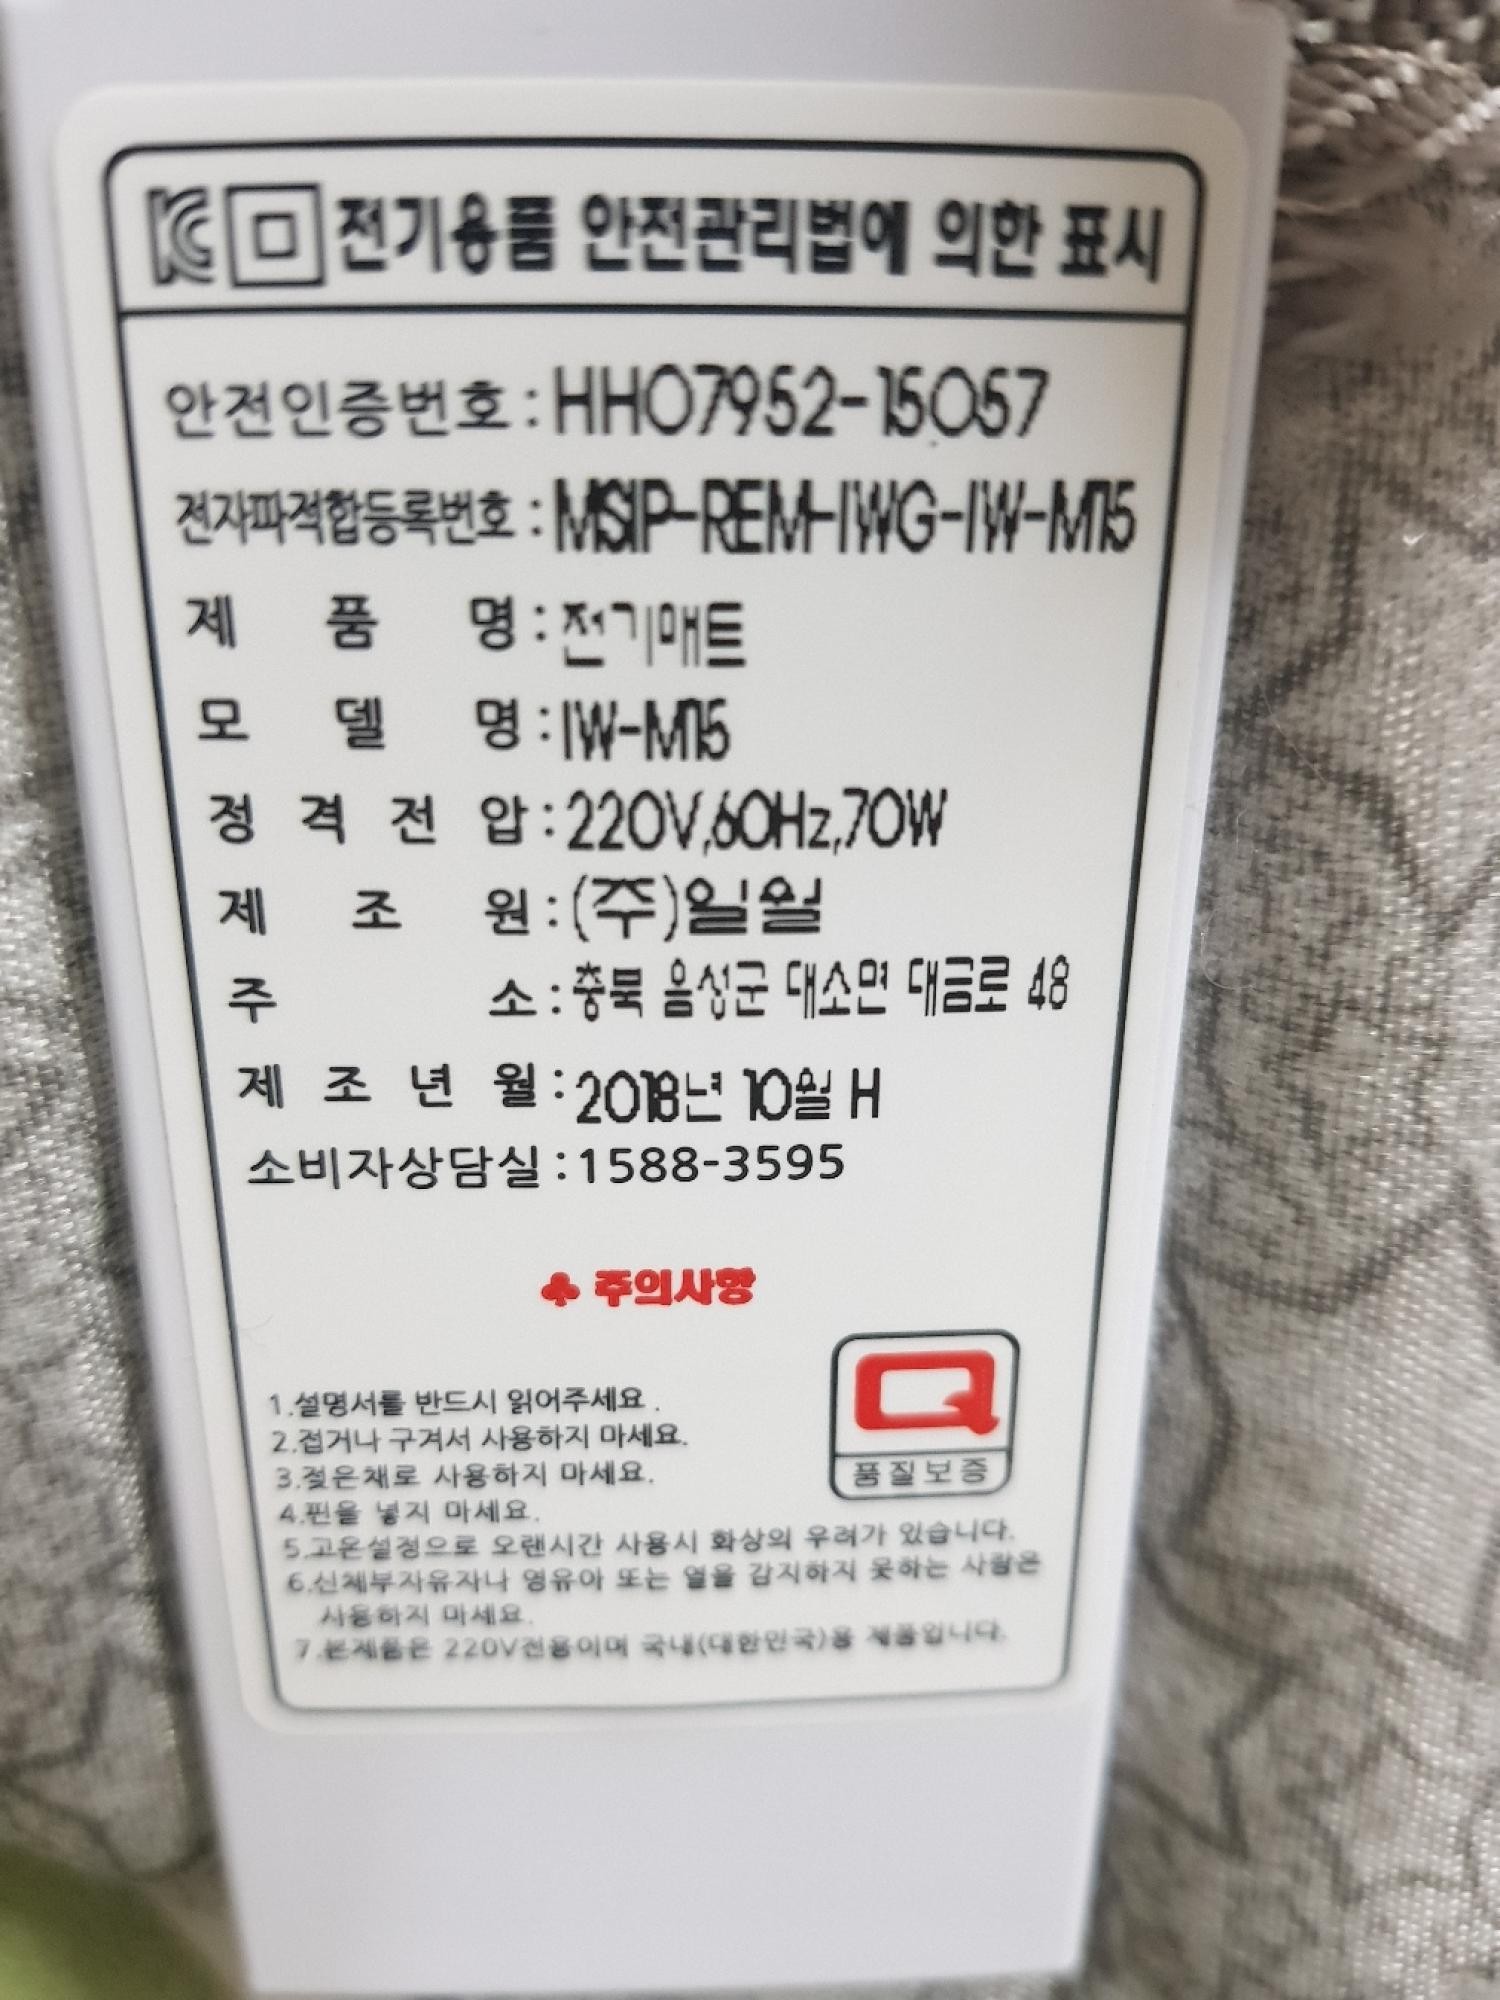 KC 전기용품 안전관리법에 의한 표시
안전인증번호 : HH07952-15057
전자파적합등록번호 : MSIP-REM-IWG-IW-M15
제 품 명 : 전기매트
모 델 명 : IW-M15
정 격 전 압 : 220V,60Hz,70W
제 조 원 : (주)일월
주 소 : 충북 음성군 대소면 대금로 48
제 조 년 월 : 2018년 10월 H
소비자상담실 : 1588-3595
♣ 주의사항
1.설명서를 반드시 읽어주세요.
2.접거나 구겨서 사용하지 마세요.
3.젖은채로 사용하지 마세요.
4.핀을 넣지 마세요.
5.고온설정으로 오랜시간 사용시 화상의 우려가 있습니다.
6.신체부자유자나 영유아 또는 열을 감지하지 못하는 사람은
사용하지 마세요.
7.본제품은 220V전용이며 국내(대한민국)용 제품입니다.
Q
품질보증